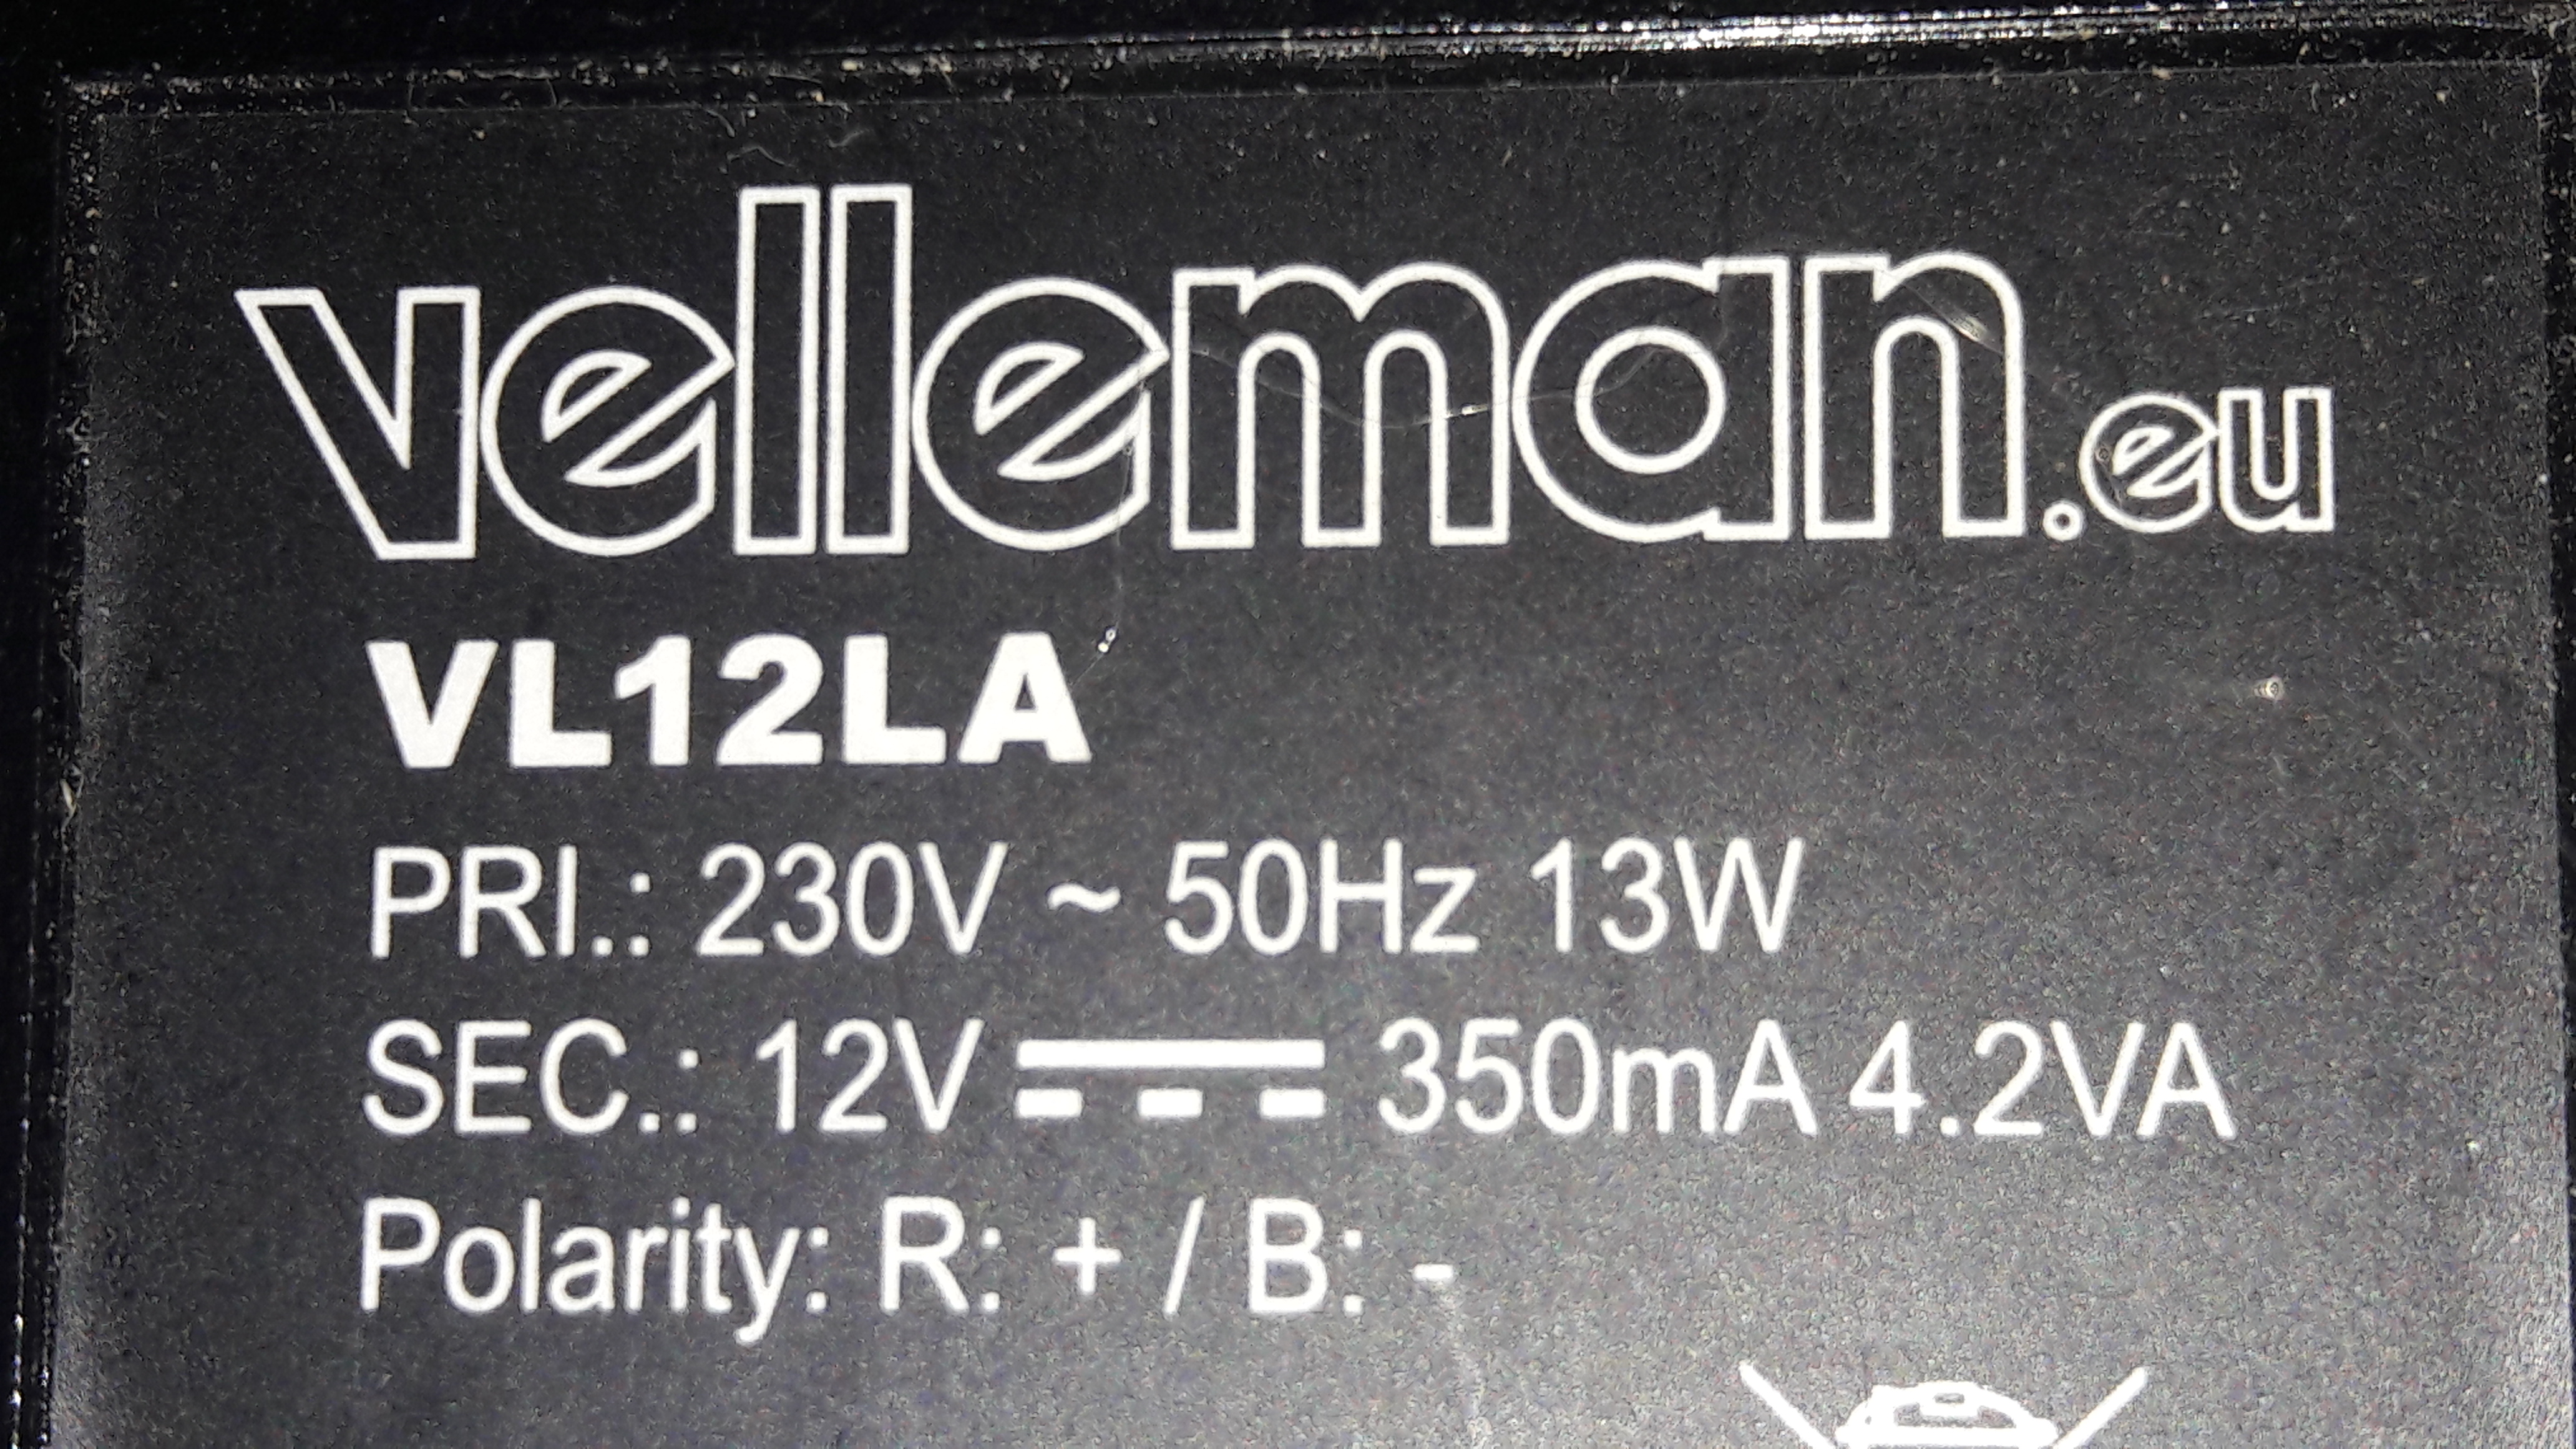 velleman.eu
VL12LA
PRI.: 230V ~ 50Hz 13W
SEC.: 12V ⎓ 350mA 4.2VA
Polarity: R: + / B: -